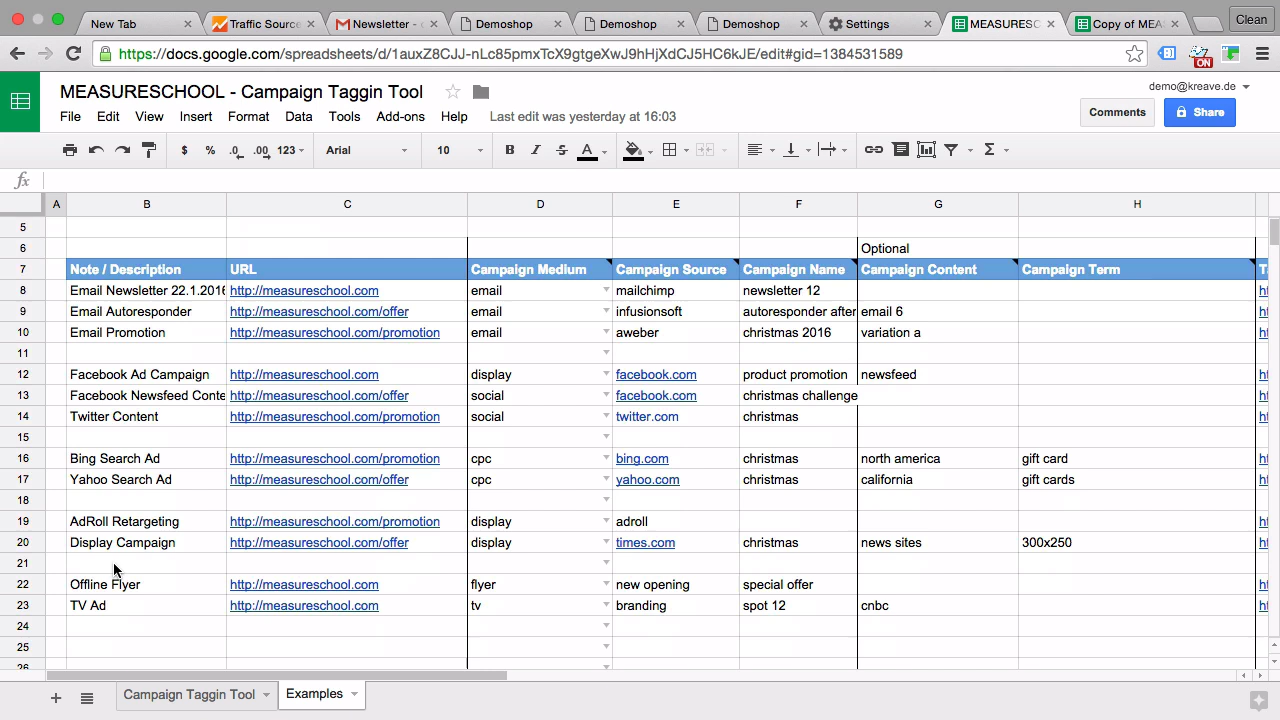 New Tab Traffic Source Gmail Newsletter - Demoshop Demoshop Demoshop Settings MEASURESC Copy of MEA Clean
https://docs.google.com/spreadsheets/d/1auxZ8CJJ-nLc85pmxTcX9gtgeXwJ9hHjXdCJ5HC6kJE/edit#gid=1384531589 ON
MEASURESCHOOL - Campaign Taggin Tool demo@kreave.de
File Edit View Insert Format Data Tools Add-ons Help Last edit was yesterday at 16:03 Comments Share
$ % .0 .00 123 Arial 10 B I S A Σ
fx
A B C D E F G H
5
6 Optional
7 Note / Description URL Campaign Medium Campaign Source Campaign Name Campaign Content Campaign Term
8 Email Newsletter 22.1.2016 http://measureschool.com email mailchimp newsletter 12
9 Email Autoresponder http://measureschool.com/offer email infusionsoft autoresponder after email 6
10 Email Promotion http://measureschool.com/promotion email aweber christmas 2016 variation a
11
12 Facebook Ad Campaign http://measureschool.com display facebook.com product promotion newsfeed
13 Facebook Newsfeed Conte http://measureschool.com/offer social facebook.com christmas challenge
14 Twitter Content http://measureschool.com/promotion social twitter.com christmas
15
16 Bing Search Ad http://measureschool.com/promotion cpc bing.com christmas north america gift card
17 Yahoo Search Ad http://measureschool.com/offer cpc yahoo.com christmas california gift cards
18
19 AdRoll Retargeting http://measureschool.com/promotion display adroll
20 Display Campaign http://measureschool.com/offer display times.com christmas news sites 300x250
21
22 Offline Flyer http://measureschool.com flyer new opening special offer
23 TV Ad http://measureschool.com tv branding spot 12 cnbc
24
25
26
Campaign Taggin Tool Examples